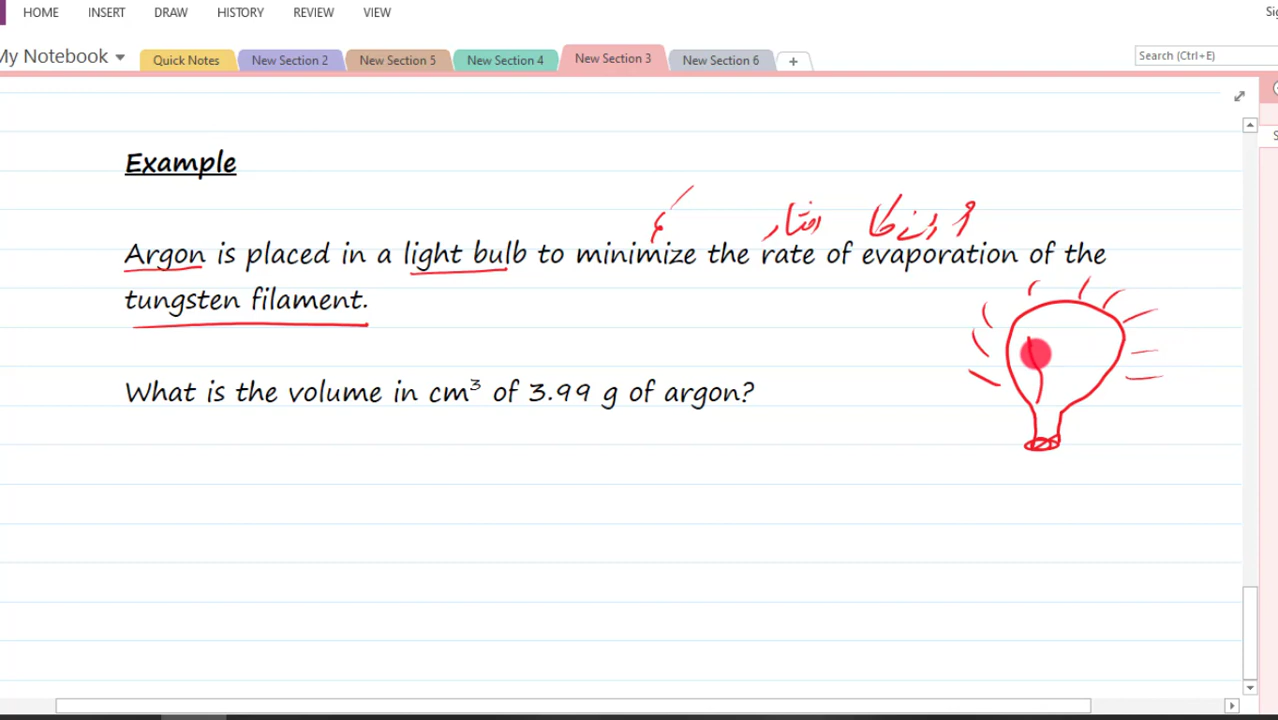 HOME INSERT DRAW HISTORY REVIEW VIEW
My Notebook Quick Notes New Section 2 New Section 5 New Section 4 New Section 3 New Section 6 + Search (Ctrl+E)
Example
رفتار کا
Argon is placed in a light bulb to minimize the rate of evaporation of the
tungsten filament.
What is the volume in cm³ of 3.99 g of argon?